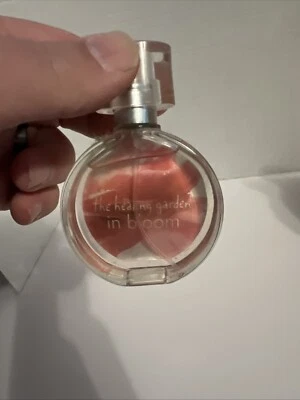 the healing garden
in bloom